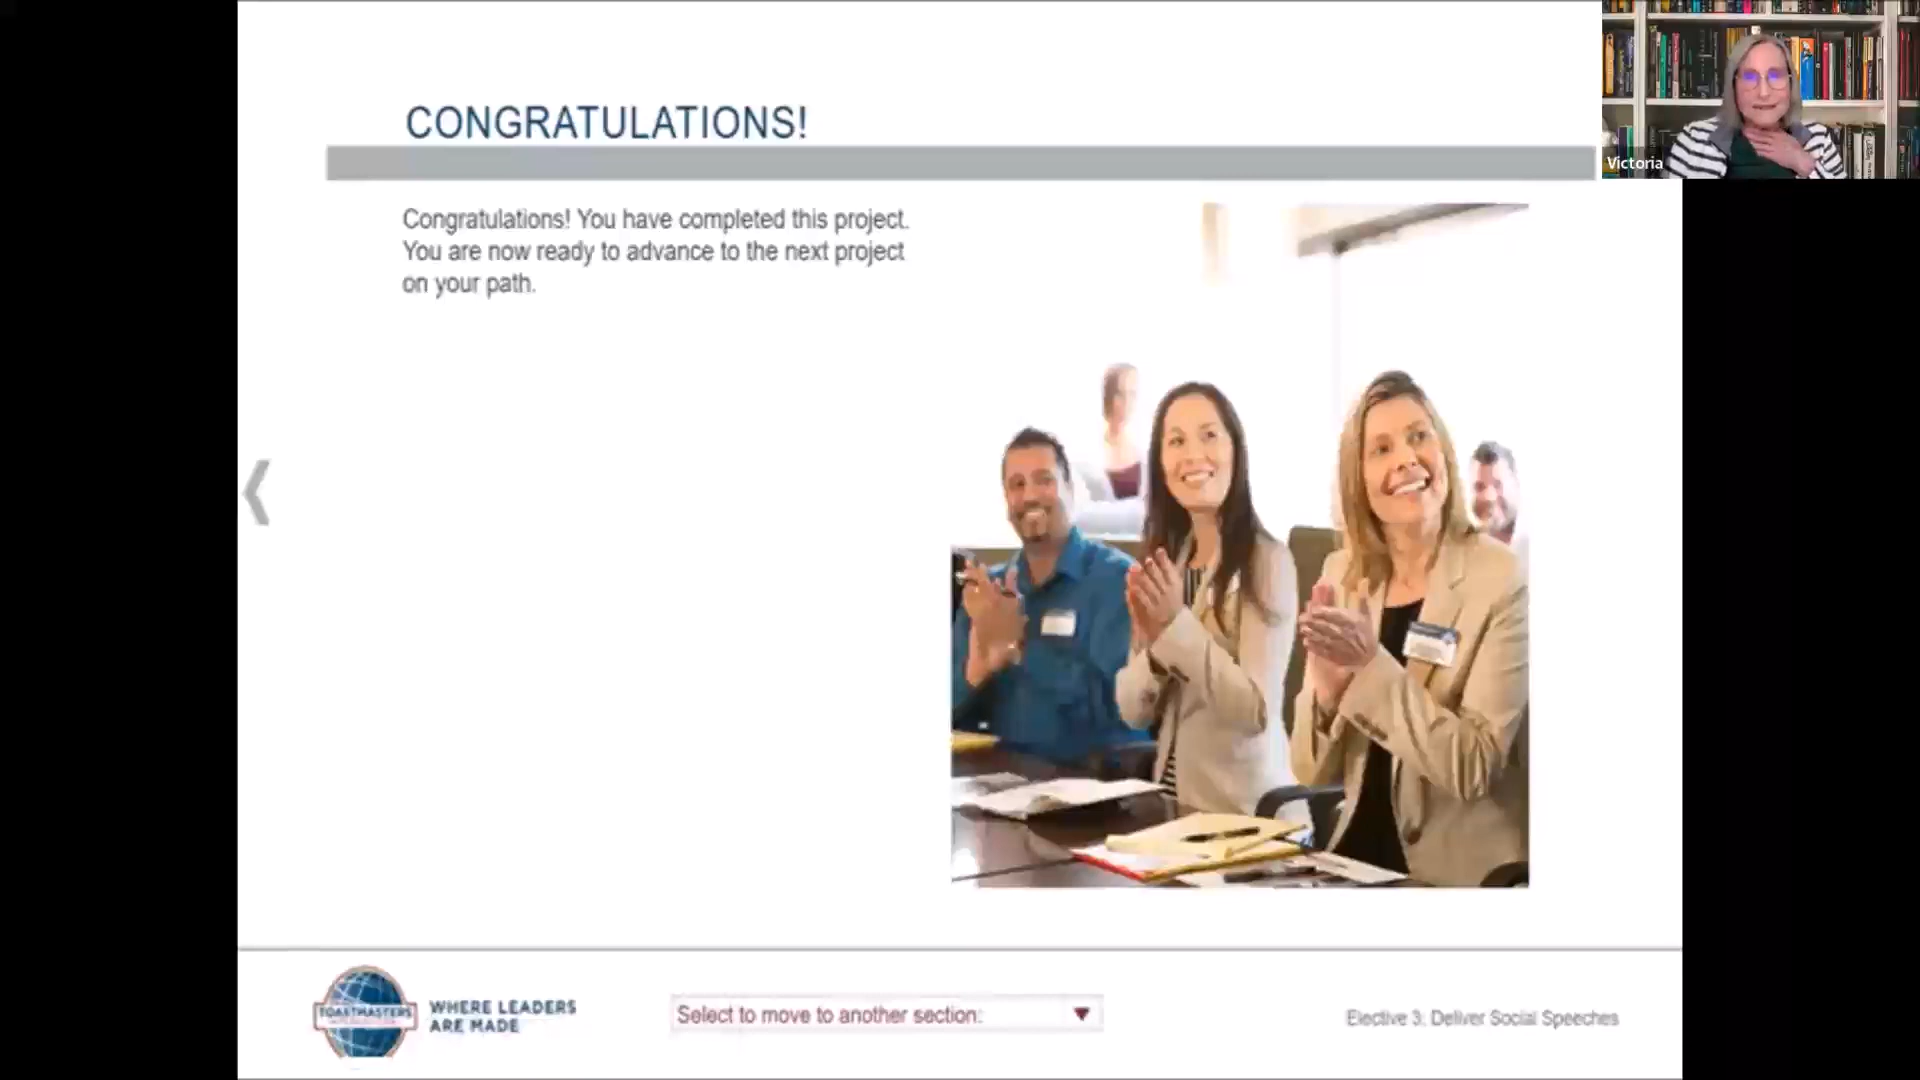 CONGRATULATIONS!
Victoria
Congratulations! You have completed this project.
You are now ready to advance to the next project
on your path.
TOASTMASTERS
WHERE LEADERS
ARE MADE
Select to move to another section:
Elective 3: Deliver Social Speeches